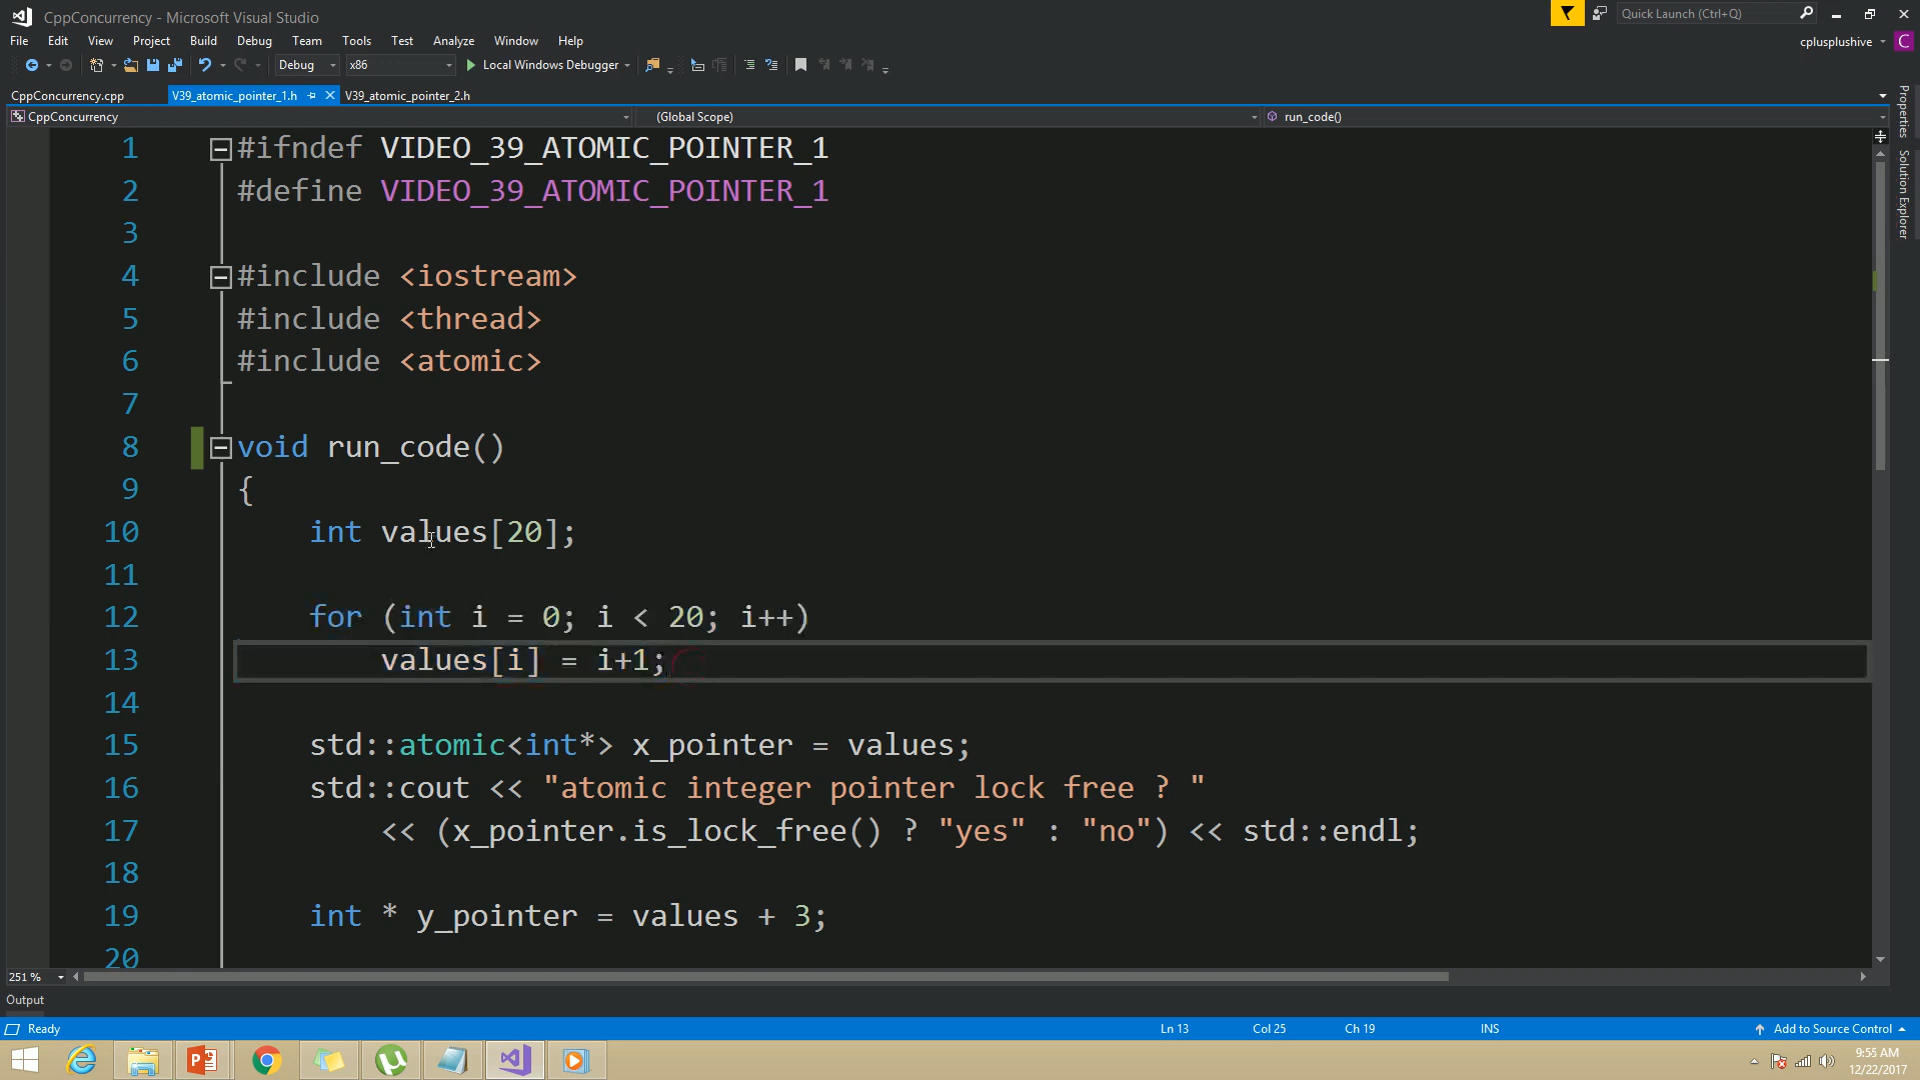 CppConcurrency - Microsoft Visual Studio
Quick Launch (Ctrl+Q)
File Edit View Project Build Debug Team Tools Test Analyze Window Help
cplusplushive C
Debug x86 Local Windows Debugger
CppConcurrency.cpp V39_atomic_pointer_1.h V39_atomic_pointer_2.h
CppConcurrency (Global Scope) run_code()
Properties
Solution Explorer
1 #ifndef VIDEO_39_ATOMIC_POINTER_1
2 #define VIDEO_39_ATOMIC_POINTER_1
3
4 #include <iostream>
5 #include <thread>
6 #include <atomic>
7
8 void run_code()
9 {
10 int values[20];
11
12 for (int i = 0; i < 20; i++)
13 values[i] = i+1;
14
15 std::atomic<int*> x_pointer = values;
16 std::cout << "atomic integer pointer lock free ? "
17 << (x_pointer.is_lock_free() ? "yes" : "no") << std::endl;
18
19 int * y_pointer = values + 3;
20
251 %
Output
Ready Ln 13 Col 25 Ch 19 INS Add to Source Control
9:55 AM
12/22/2017